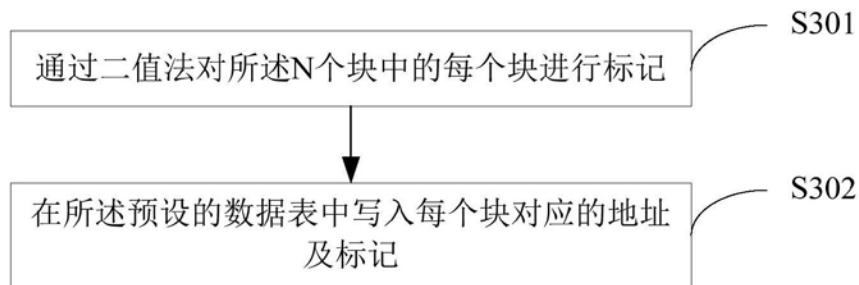 S301
通过二值法对所述N个块中的每个块进行标记
S302
在所述预设的数据表中写入每个块对应的地址
及标记